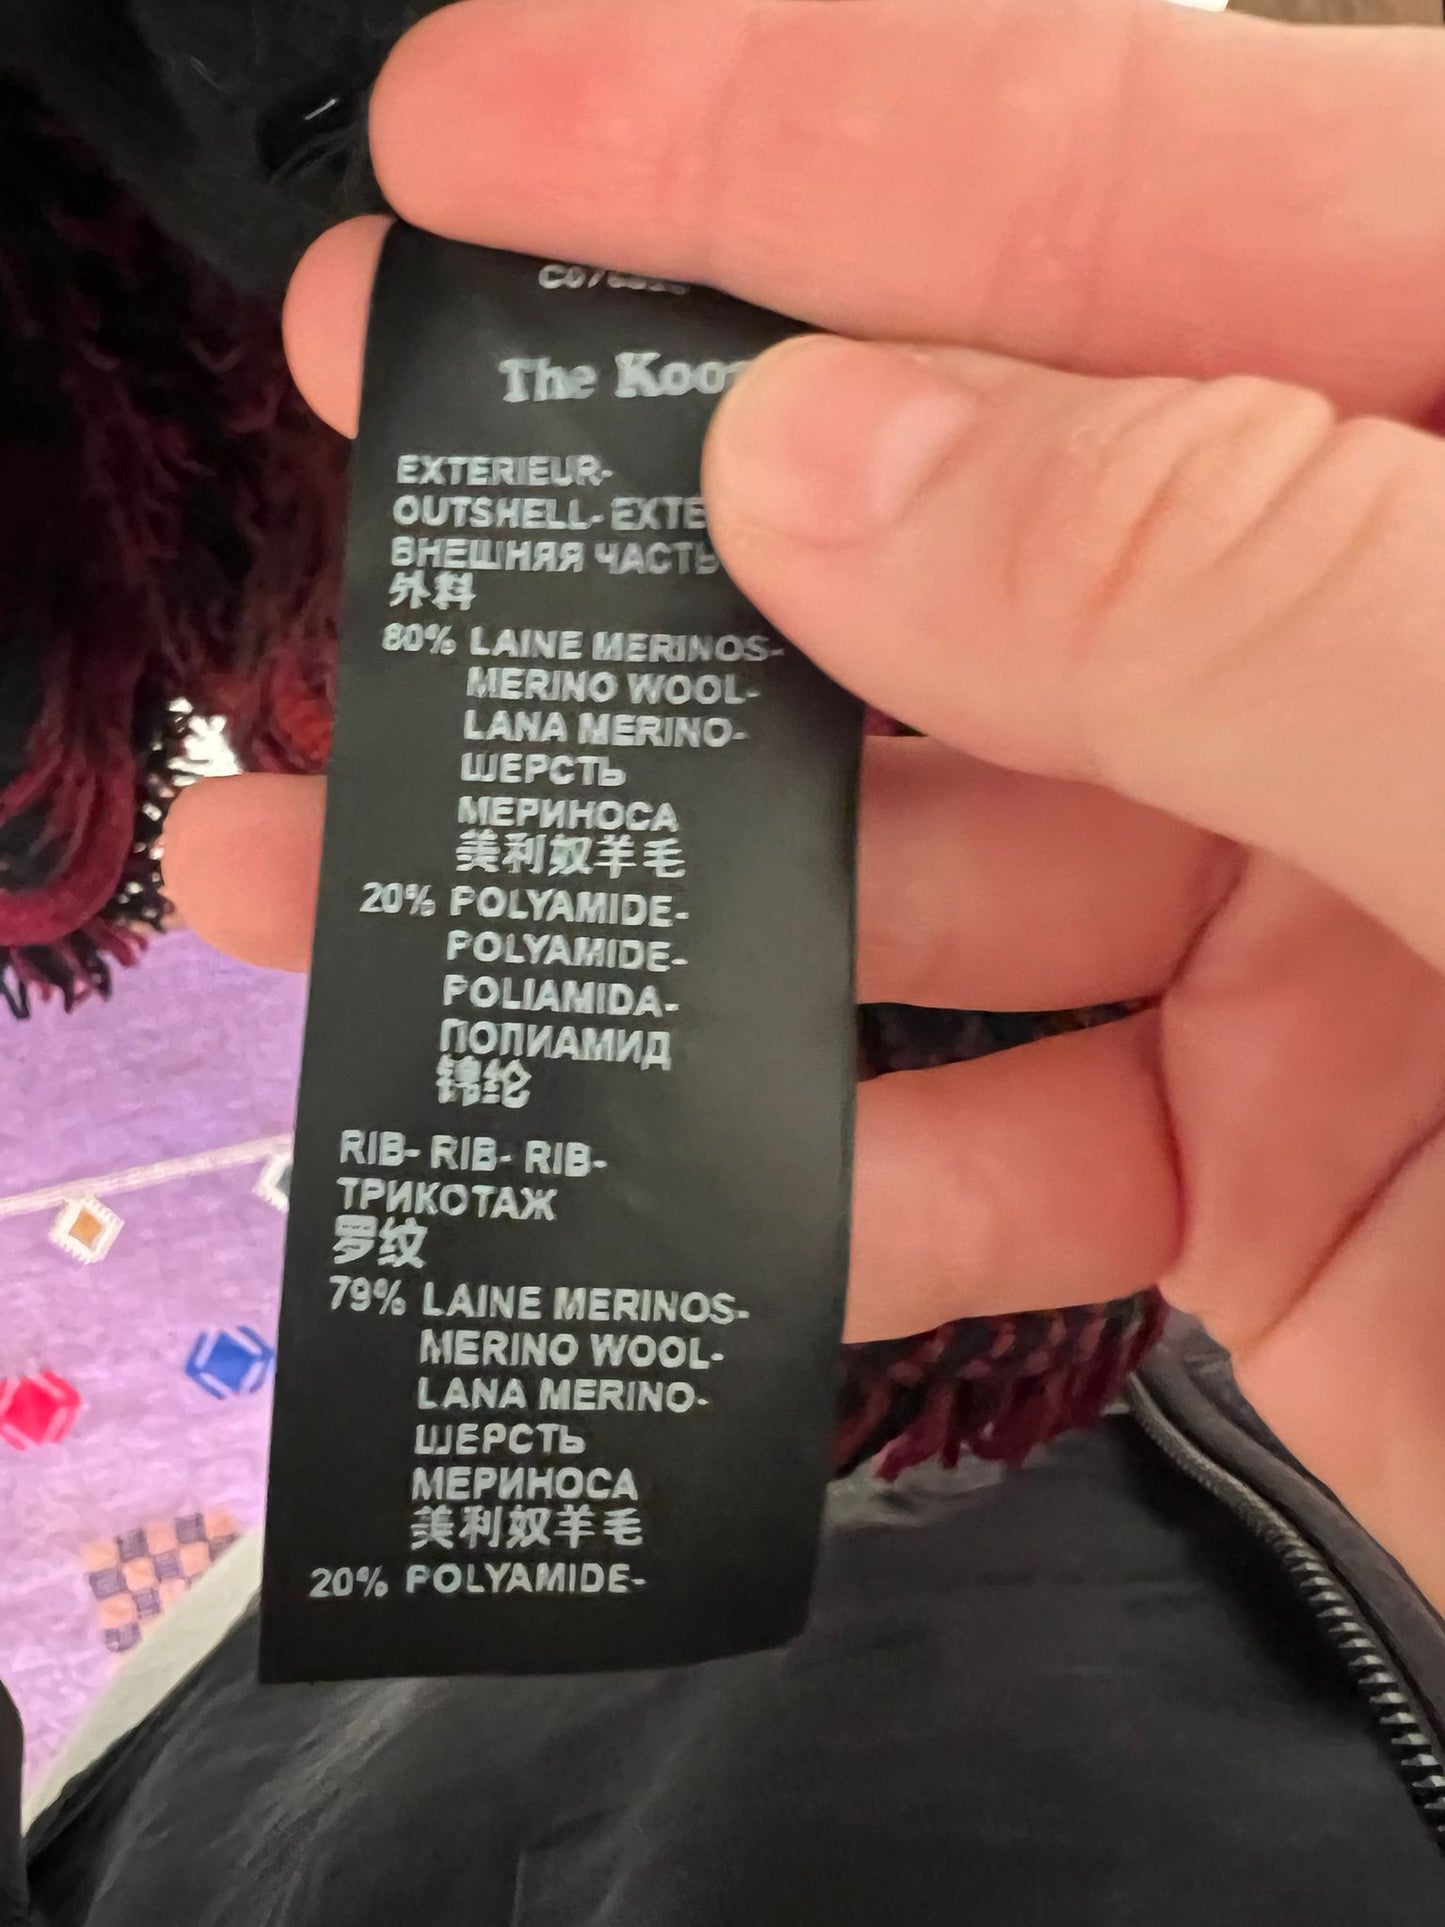 The
EXTERIEUR-
OUTSHELL-
ВНЕШНЯЯ ЧАСТЬ
外料
80% LAINE MERINOS-
MERINO WOOL-
LANA MERINO-
ШЕРСТЬ
МЕРИНОСА
美利奴羊毛
20% POLYAMIDE-
POLYAMIDE-
POLIAMIDA-
ПОЛИАМИД
锦纶
RIB- RIB- RIB-
ТРИКОТАЖ
罗纹
79% LAINE MERINOS-
MERINO WOOL-
LANA MERINO-
ШЕРСТЬ
МЕРИНОСА
美利奴羊毛
20% POLYAMIDE-